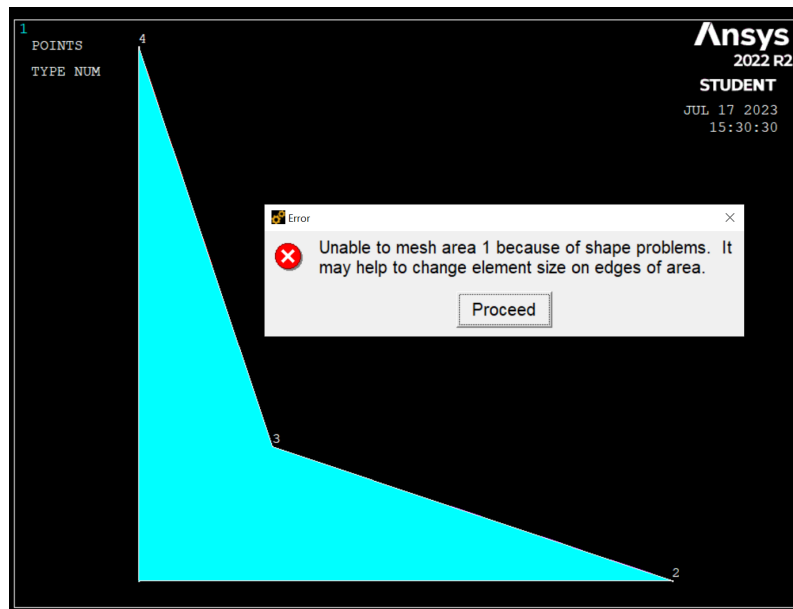 1
POINTS
TYPE NUM
4
Ansys
2022 R2
STUDENT
JUL 17 2023
15:30:30
Error
Unable to mesh area 1 because of shape problems. It
may help to change element size on edges of area.
Proceed
3
2